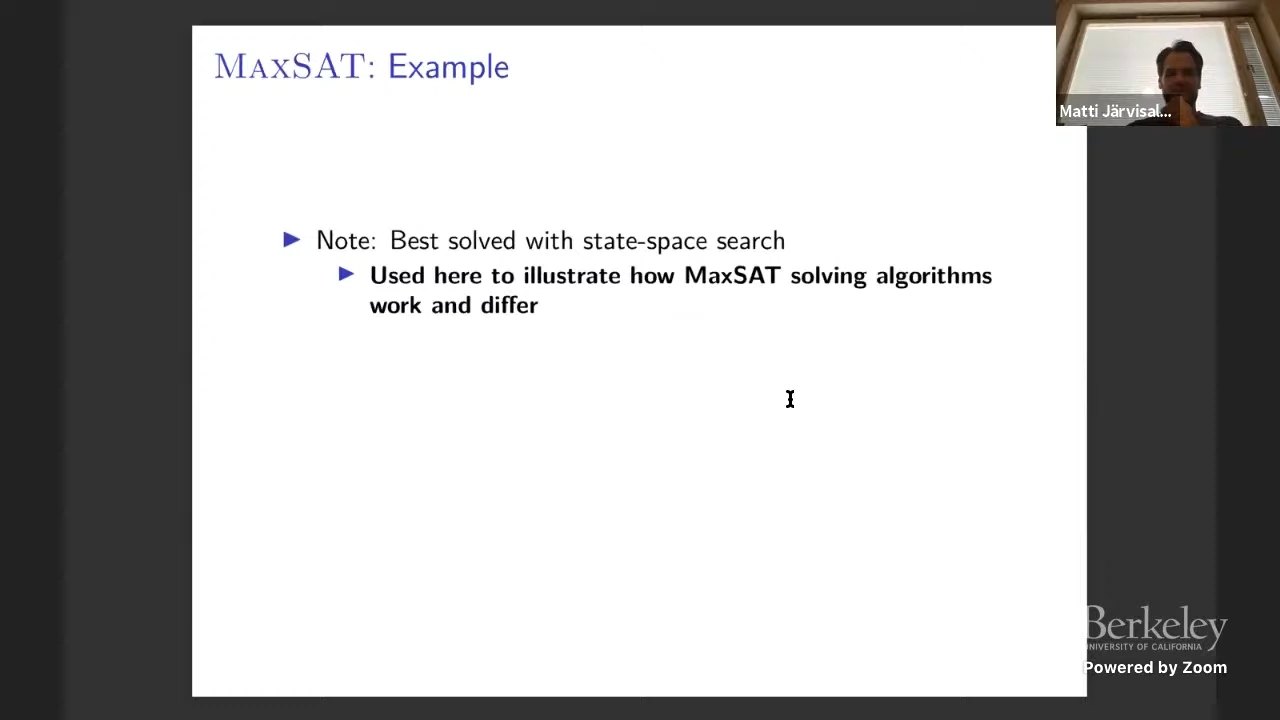 MAXSAT: Example
Matti Järvisal...
Note: Best solved with state-space search
Used here to illustrate how MaxSAT solving algorithms
work and differ
Berkeley
UNIVERSITY OF CALIFORNIA
Powered by Zoom